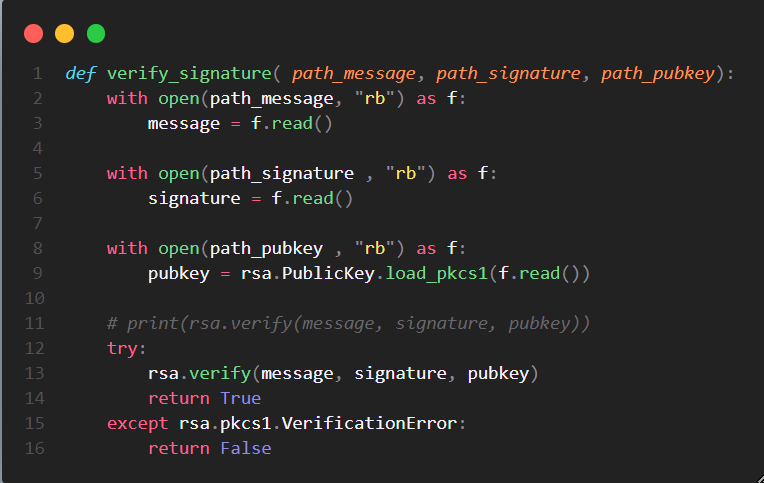 1 def verify_signature( path_message, path_signature, path_pubkey):
2     with open(path_message, "rb") as f:
3         message = f.read()
4
5     with open(path_signature , "rb") as f:
6         signature = f.read()
7
8     with open(path_pubkey , "rb") as f:
9         pubkey = rsa.PublicKey.load_pkcs1(f.read())
10
11     # print(rsa.verify(message, signature, pubkey))
12     try:
13         rsa.verify(message, signature, pubkey)
14         return True
15     except rsa.pkcs1.VerificationError:
16         return False